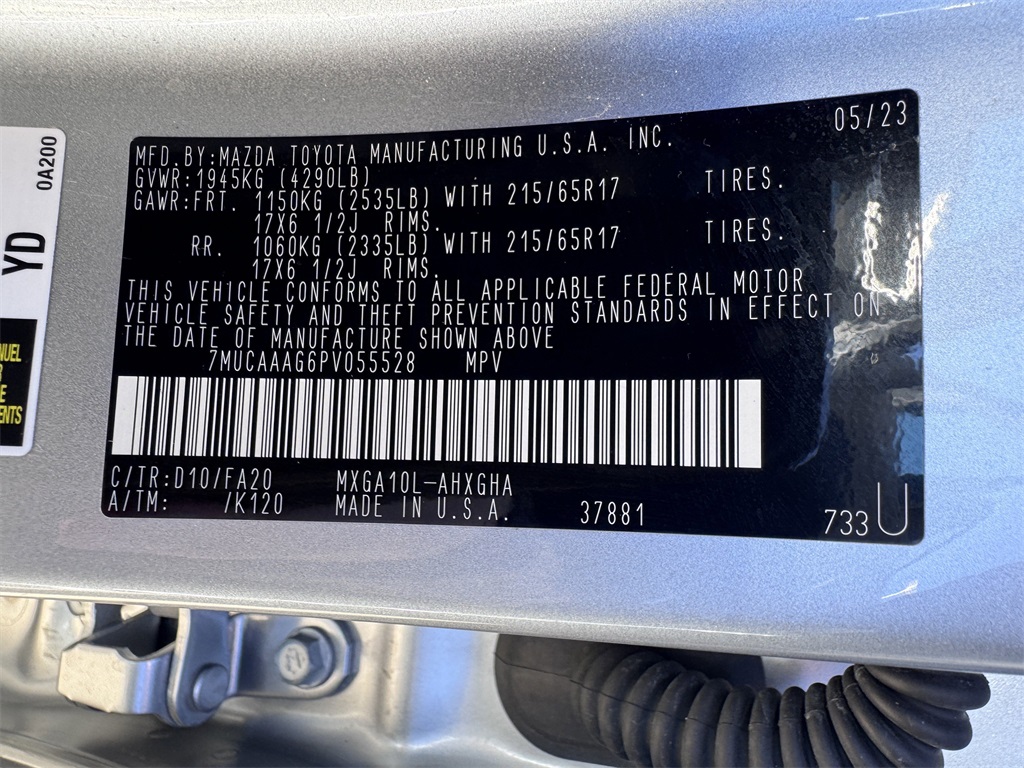 05/23
MFD.BY:MAZDA TOYOTA MANUFACTURING U.S.A. INC.
GVWR:1945KG (4290LB)
GAWR:FRT. 1150KG (2535LB) WITH 215/65R17 TIRES.
17X6 1/2J RIMS.
RR. 1060KG (2335LB) WITH 215/65R17 TIRES.
17X6 1/2J RIMS.
THIS VEHICLE CONFORMS TO ALL APPLICABLE FEDERAL MOTOR
VEHICLE SAFETY AND THEFT PREVENTION STANDARDS IN EFFECT ON
THE DATE OF MANUFACTURE SHOWN ABOVE
7MUCAAAG6PV055528 MPV
C/TR:D10/FA20 MXGA10L-AHXGHA
A/TM: /K120 MADE IN U.S.A. 37881
733U
0A200
YD